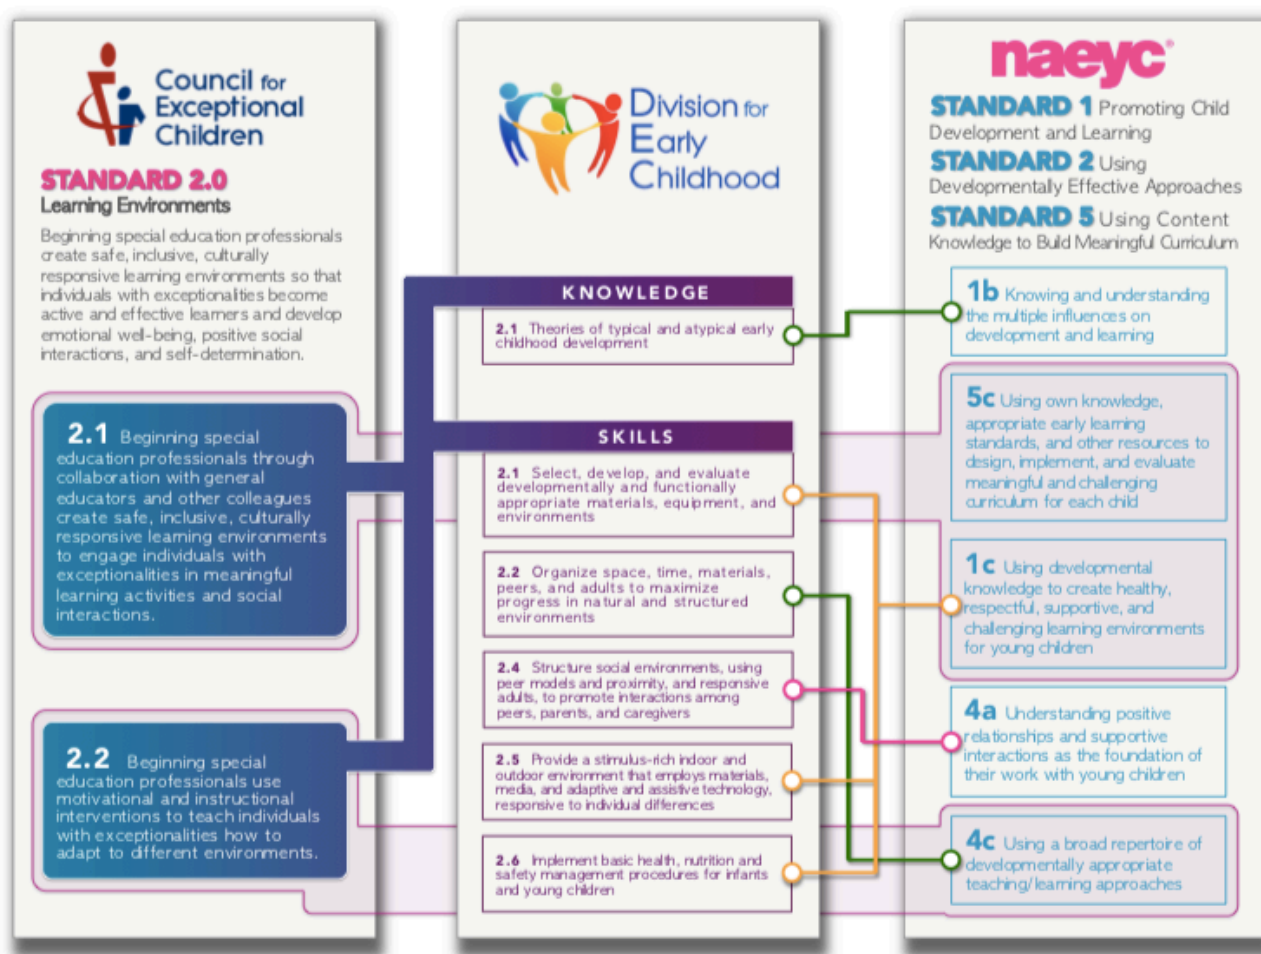 Council for
Exceptional
Children
STANDARD 2.0
Learning Environments
Beginning special education professionals
create safe, inclusive, culturally
responsive learning environments so that
individuals with exceptionalities become
active and effective learners and develop
emotional well-being, positive social
interactions, and self-determination.
2.1 Beginning special
education professionals through
collaboration with general
educators and other colleagues
create safe, inclusive, culturally
responsive learning environments
to engage individuals with
exceptionalities in meaningful
learning activities and social
interactions.
2.2 Beginning special
education professionals use
motivational and instructional
interventions to teach individuals
with exceptionalities how to
adapt to different environments.
Division for
Early
Childhood
KNOWLEDGE
2.1 Theories of typical and atypical early
childhood development
SKILLS
2.1 Select, develop, and evaluate
developmentally and functionally
appropriate materials, equipment, and
environments
2.2 Organize space, time, materials,
peers, and adults to maximize
progress in natural and structured
environments
2.4 Structure social environments, using
peer models and proximity, and responsive
adults, to promote interactions among
peers, parents, and caregivers
2.5 Provide a stimulus-rich indoor and
outdoor environment that employs materials,
media, and adaptive and assistive technology,
responsive to individual differences
2.6 Implement basic health, nutrition and
safety management procedures for infants
and young children
naeyc®
STANDARD 1 Promoting Child
Development and Learning
STANDARD 2 Using
Developmentally Effective Approaches
STANDARD 5 Using Content
Knowledge to Build Meaningful Curriculum
1b Knowing and understanding
the multiple influences on
development and learning
5c Using own knowledge,
appropriate early learning
standards, and other resources to
design, implement, and evaluate
meaningful and challenging
curriculum for each child
1c Using developmental
knowledge to create healthy,
respectful, supportive, and
challenging learning environments
for young children
4a Understanding positive
relationships and supportive
interactions as the foundation of
their work with young children
4c Using a broad repertoire of
developmentally appropriate
teaching/learning approaches